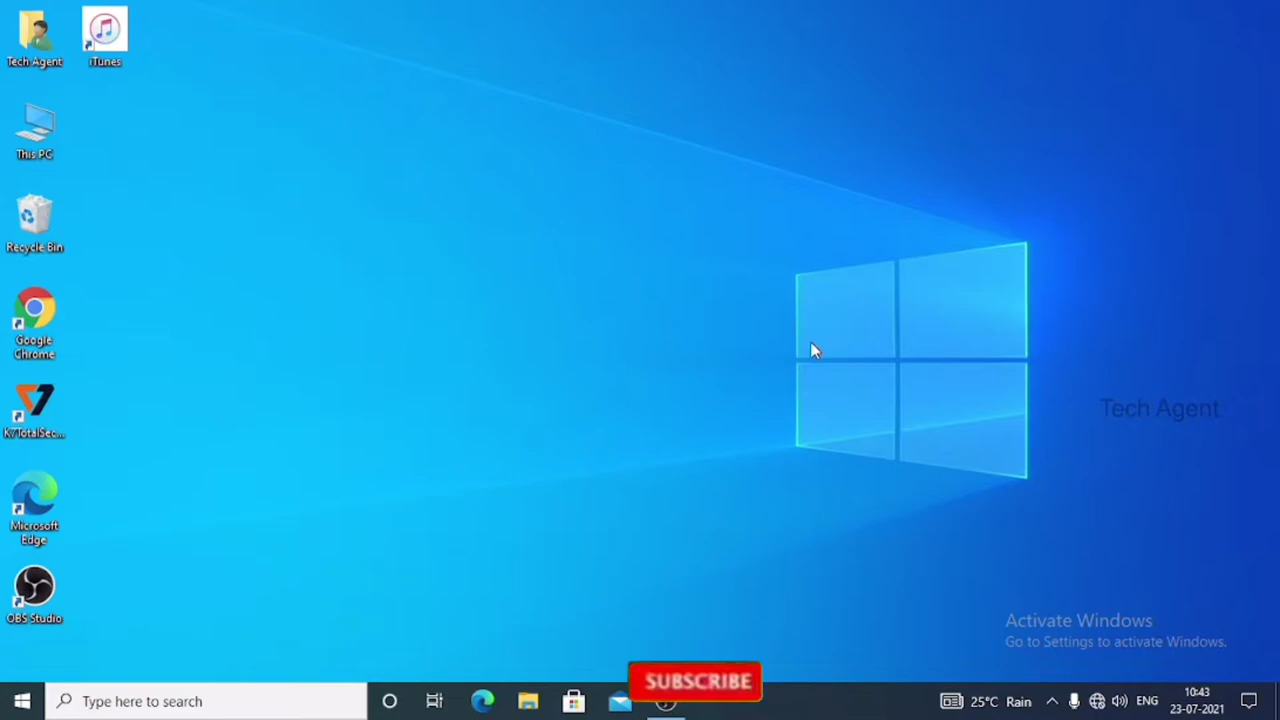 Tech Agent
iTunes
This PC
Recycle Bin
Google
Chrome
K7TotalSec...
Microsoft
Edge
OBS Studio
Tech Agent
Activate Windows
Go to Settings to activate Windows.
SUBSCRIBE
Type here to search
25°C Rain
ENG
10:43
23-07-2021